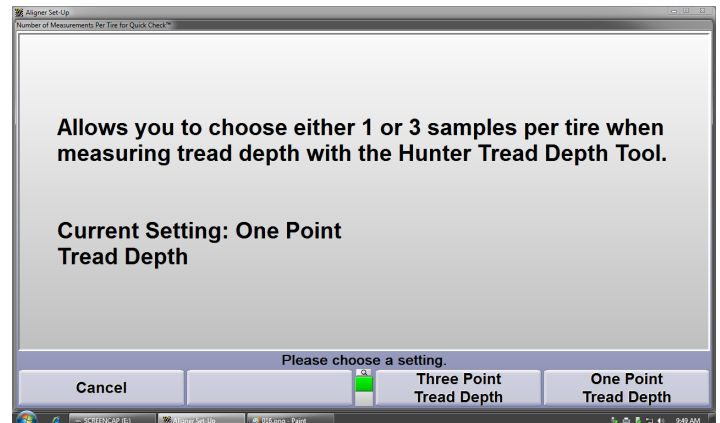 Aligner Set-Up
Number of Measurements Per Tire for Quick Check™
Allows you to choose either 1 or 3 samples per tire when
measuring tread depth with the Hunter Tread Depth Tool.
Current Setting: One Point
Tread Depth
Please choose a setting.
Cancel
Three Point
Tread Depth
One Point
Tread Depth
SCREENCAP (E:)
Aligner Set-Up
016.png - Paint
9:49 AM